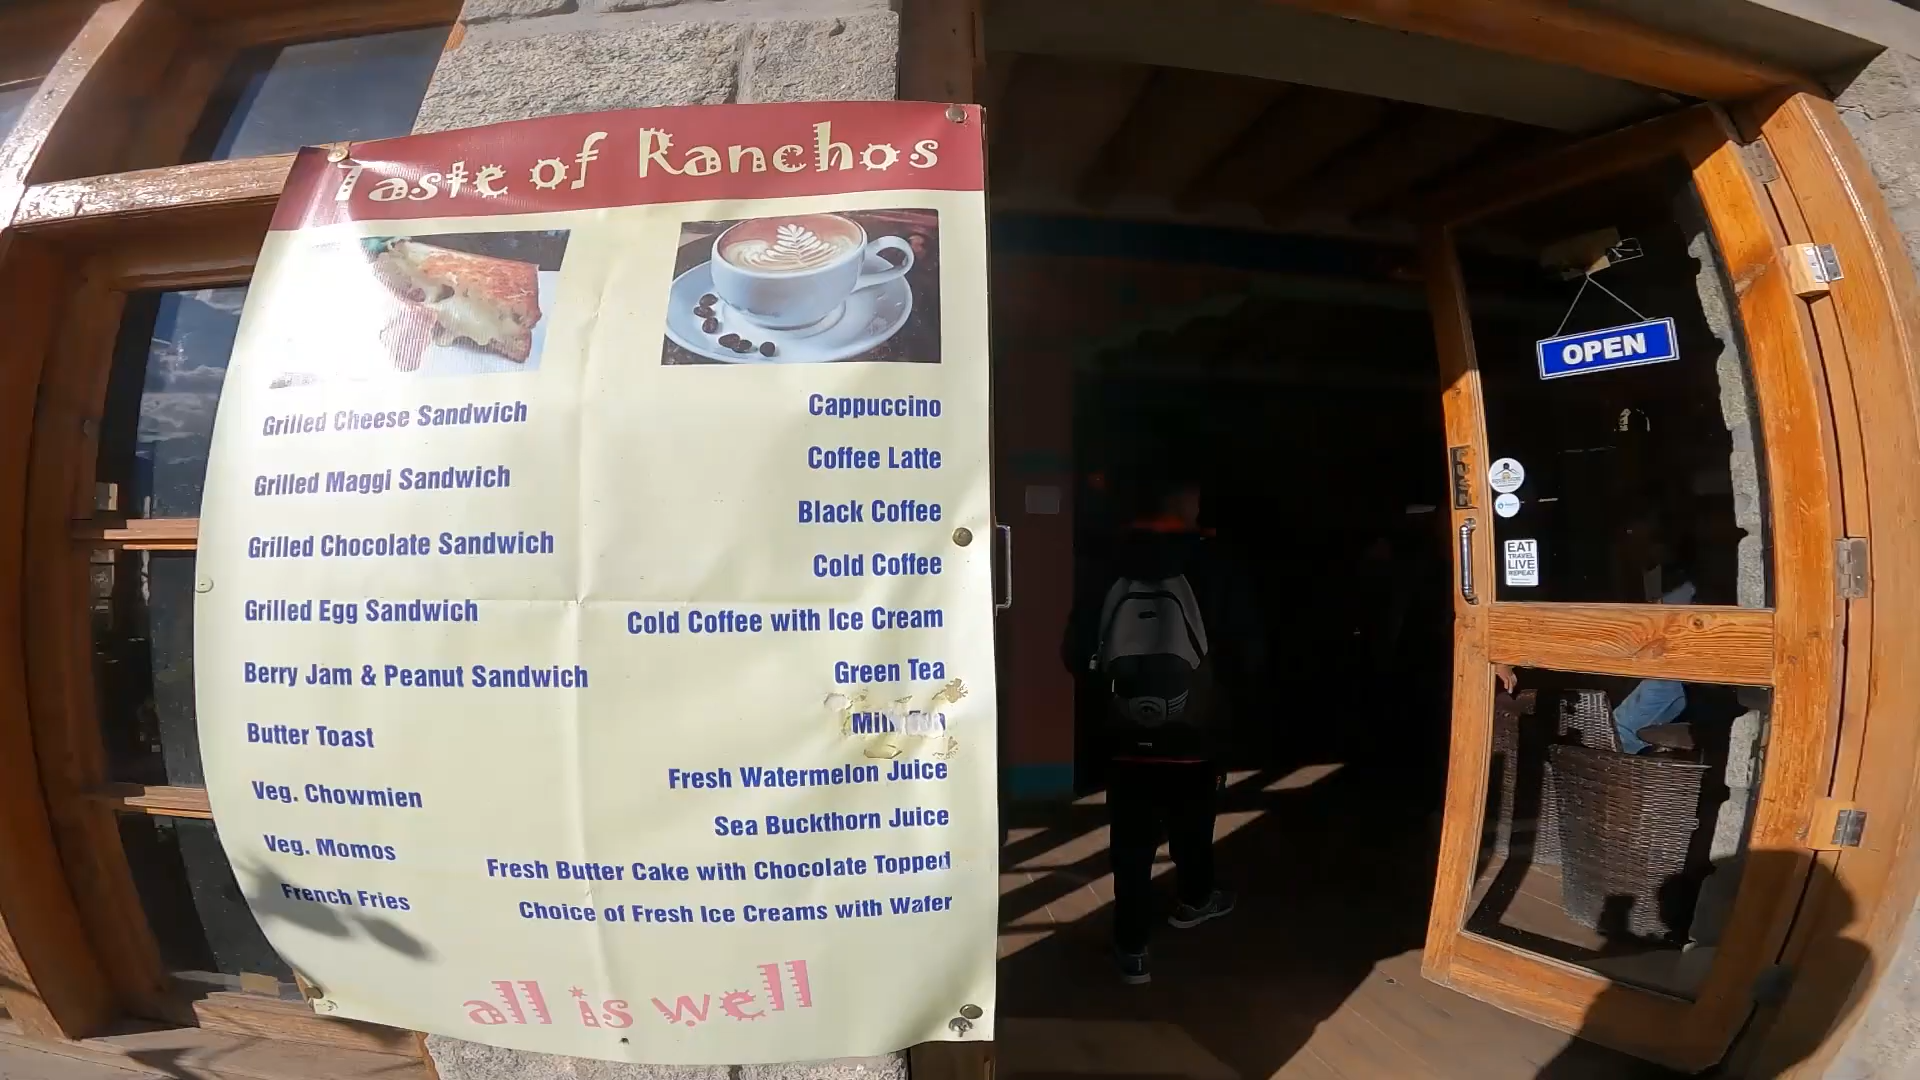 Taste of Ranchos
Grilled Cheese Sandwich
Grilled Maggi Sandwich
Grilled Chocolate Sandwich
Grilled Egg Sandwich
Berry Jam & Peanut Sandwich
Butter Toast
Veg. Chowmien
Veg. Momos
French Fries
Cappuccino
Coffee Latte
Black Coffee
Cold Coffee
Cold Coffee with Ice Cream
Green Tea
Milk Tea
Fresh Watermelon Juice
Sea Buckthorn Juice
Fresh Butter Cake with Chocolate Topped
Choice of Fresh Ice Creams with Wafer
all is well
OPEN
PUSH
EAT
TRAVEL
LIVE
REPEAT